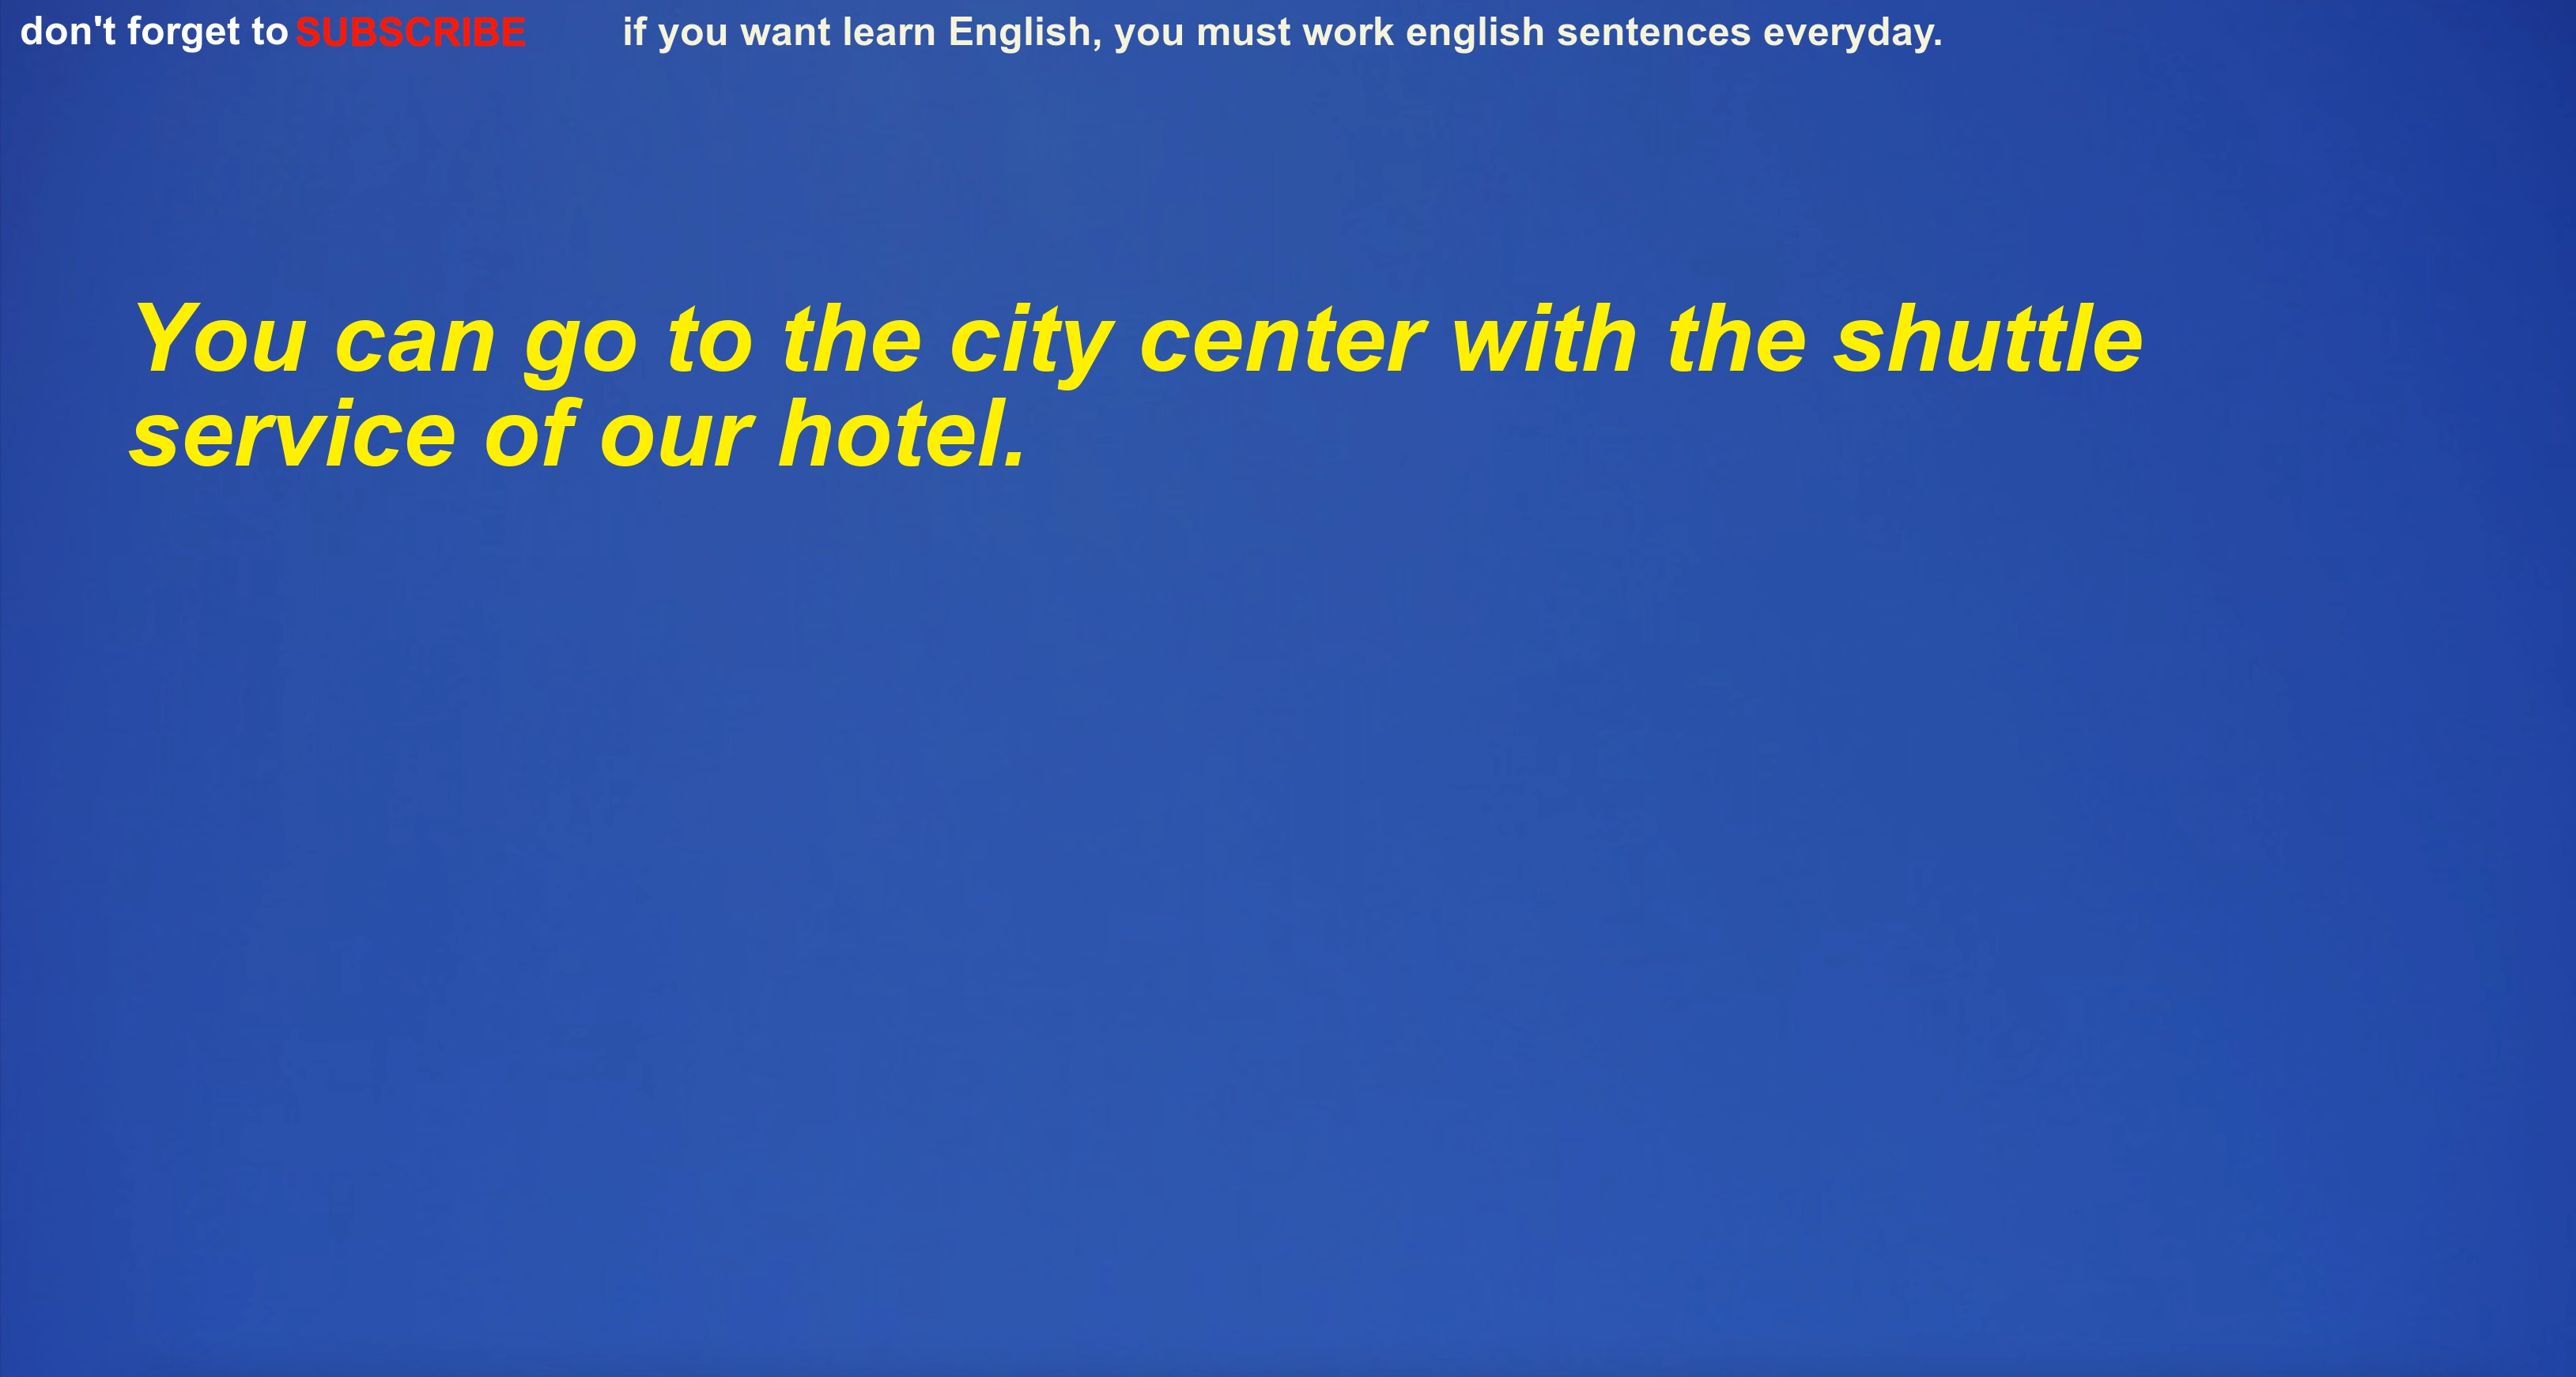 don't forget to SUBSCRIBE if you want learn English, you must work english sentences everyday.
You can go to the city center with the shuttle
service of our hotel.